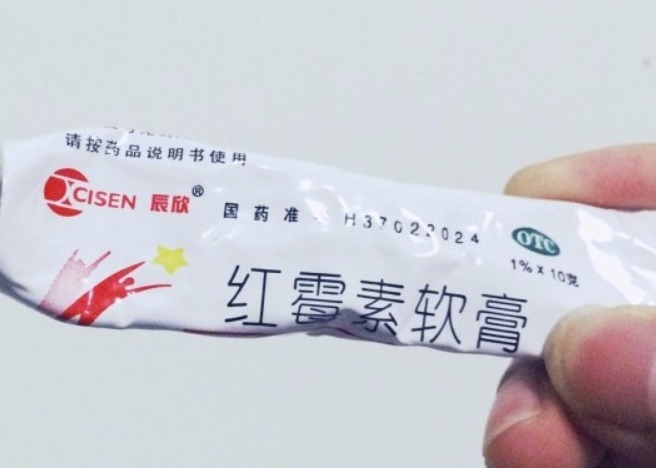 请按药品说明书使用
CISEN 辰欣®
国药准字 H37022024
OTC
1% x 10克
红霉素软膏